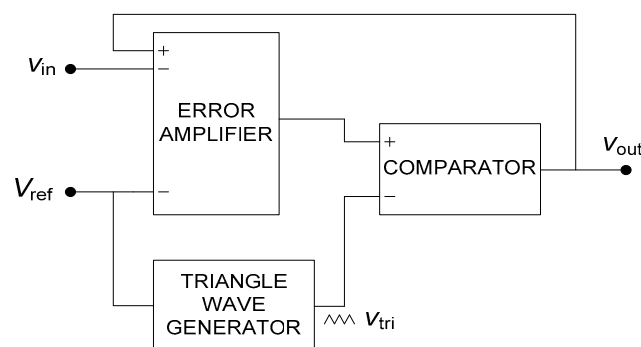 +
−
v_in
ERROR
AMPLIFIER
+
COMPARATOR
−
v_out
V_ref
−
TRIANGLE
WAVE
GENERATOR
v_tri